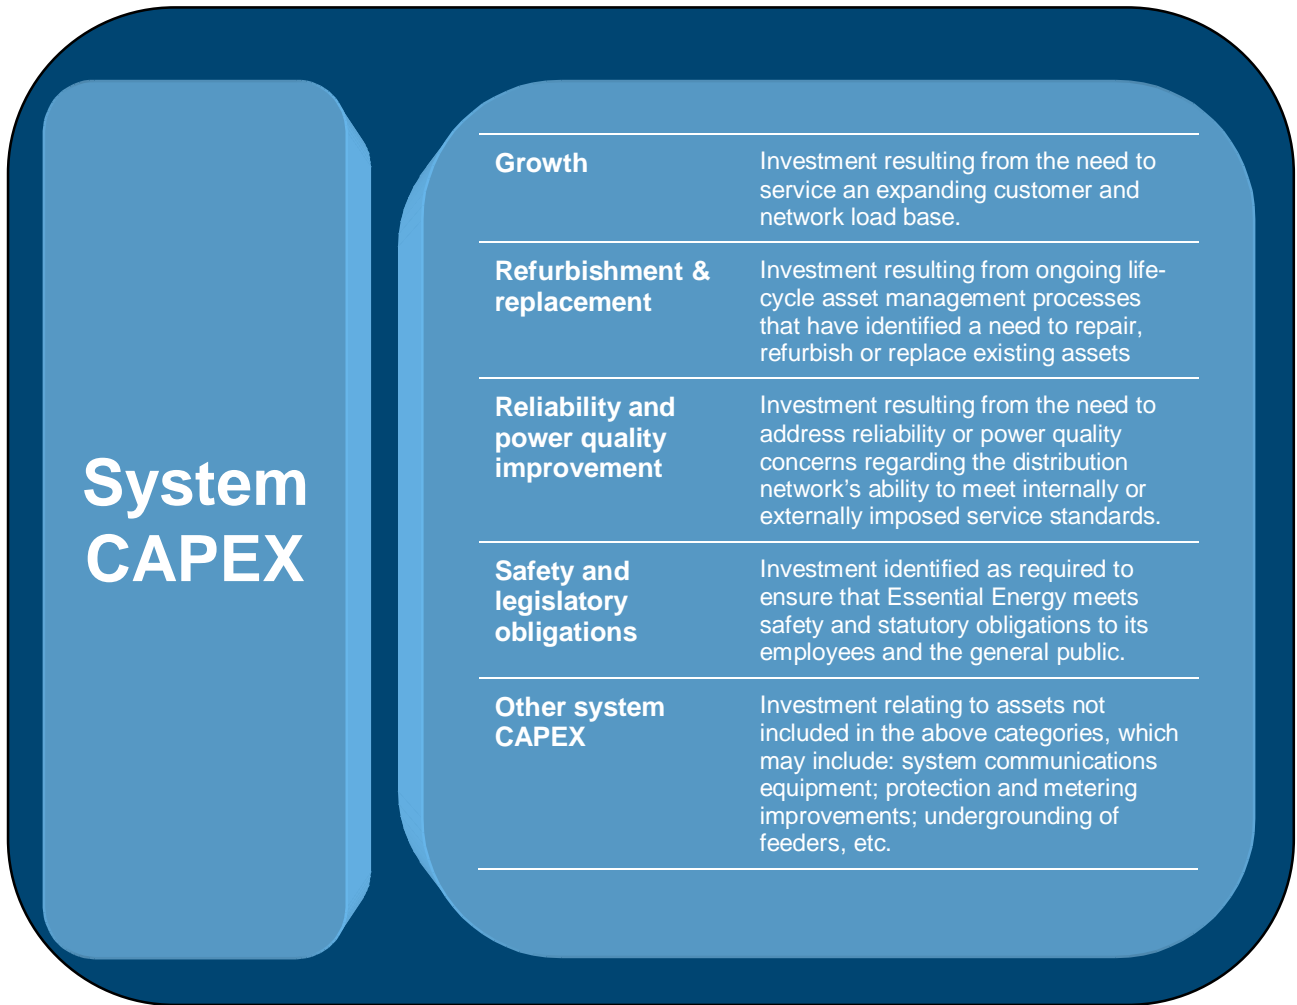 System
CAPEX
Growth
Investment resulting from the need to
service an expanding customer and
network load base.
Refurbishment &
replacement
Investment resulting from ongoing life-
cycle asset management processes
that have identified a need to repair,
refurbish or replace existing assets
Reliability and
power quality
improvement
Investment resulting from the need to
address reliability or power quality
concerns regarding the distribution
network’s ability to meet internally or
externally imposed service standards.
Safety and
legislatory
obligations
Investment identified as required to
ensure that Essential Energy meets
safety and statutory obligations to its
employees and the general public.
Other system
CAPEX
Investment relating to assets not
included in the above categories, which
may include: system communications
equipment; protection and metering
improvements; undergrounding of
feeders, etc.